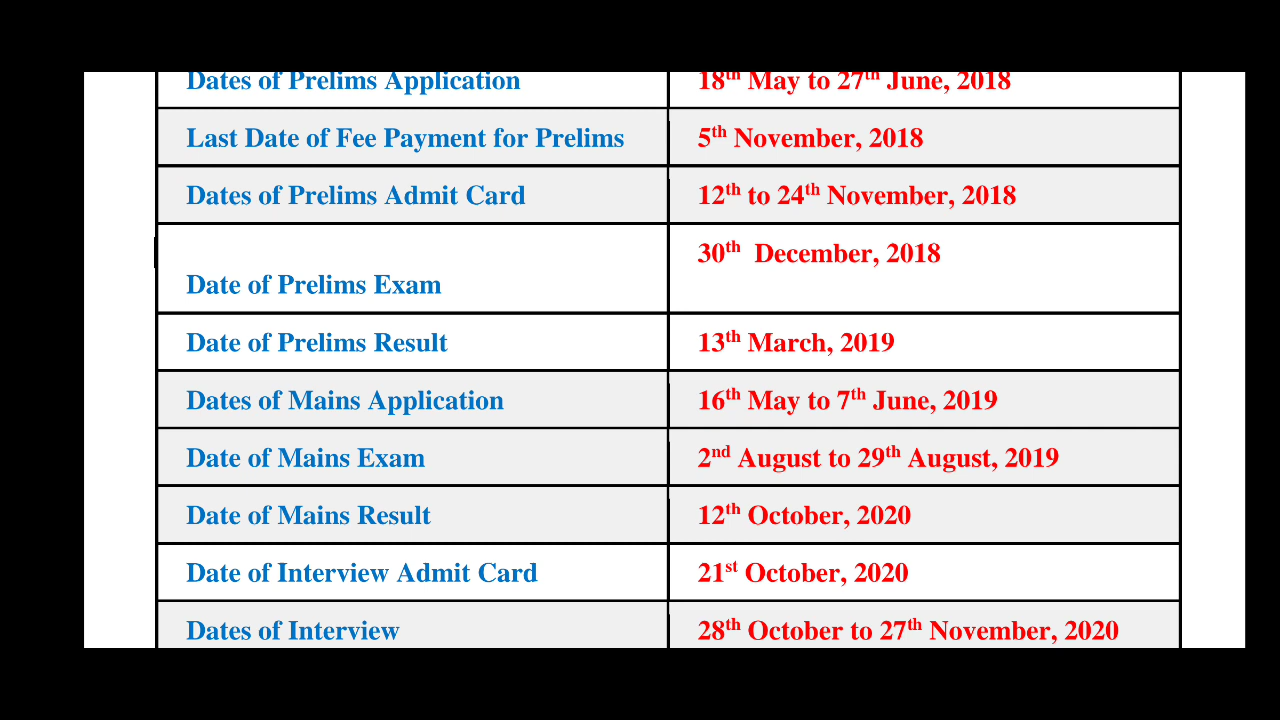 Dates of Prelims Application 18th May to 27th June, 2018
Last Date of Fee Payment for Prelims 5th November, 2018
Dates of Prelims Admit Card 12th to 24th November, 2018
30th December, 2018
Date of Prelims Exam
Date of Prelims Result 13th March, 2019
Dates of Mains Application 16th May to 7th June, 2019
Date of Mains Exam 2nd August to 29th August, 2019
Date of Mains Result 12th October, 2020
Date of Interview Admit Card 21st October, 2020
Dates of Interview 28th October to 27th November, 2020